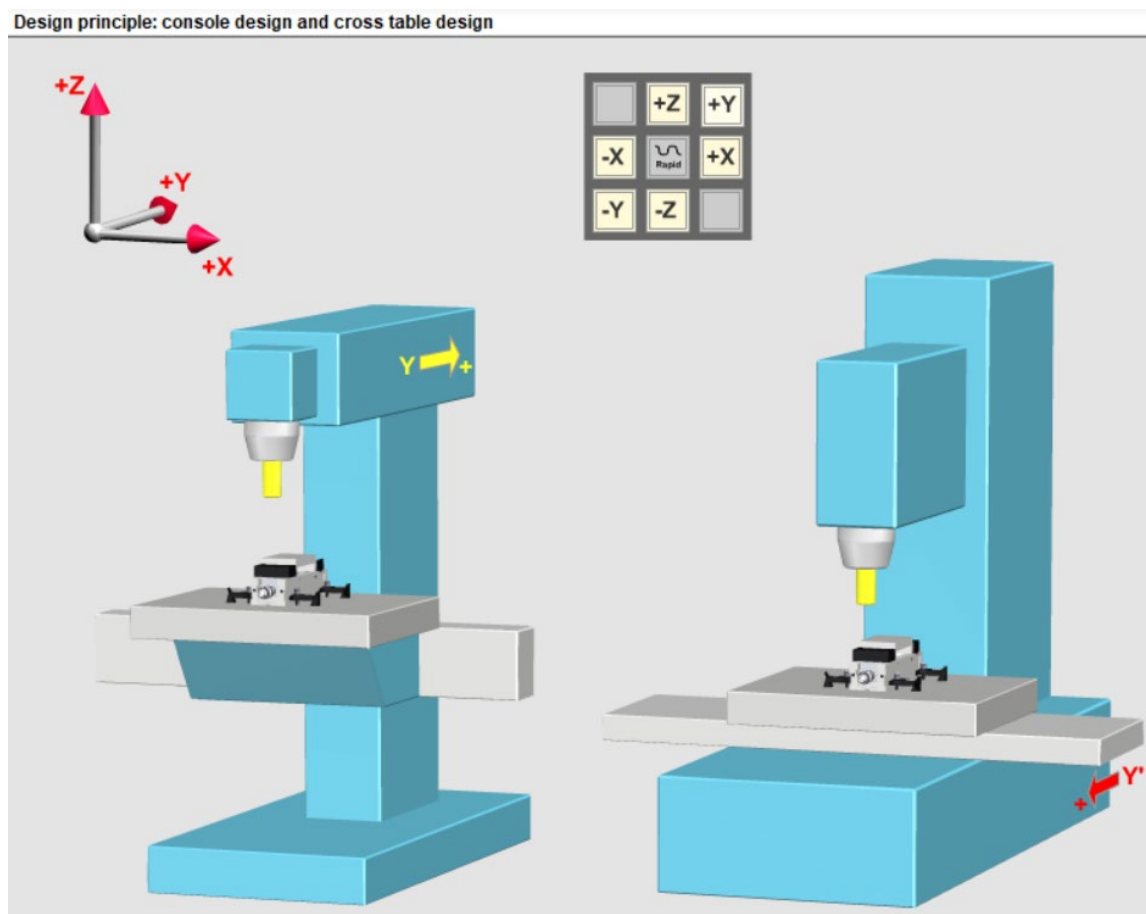 Design principle: console design and cross table design
+Z
+Y
+X
+Z +Y
-X Rapid +X
-Y -Z
Y +
Y'
+